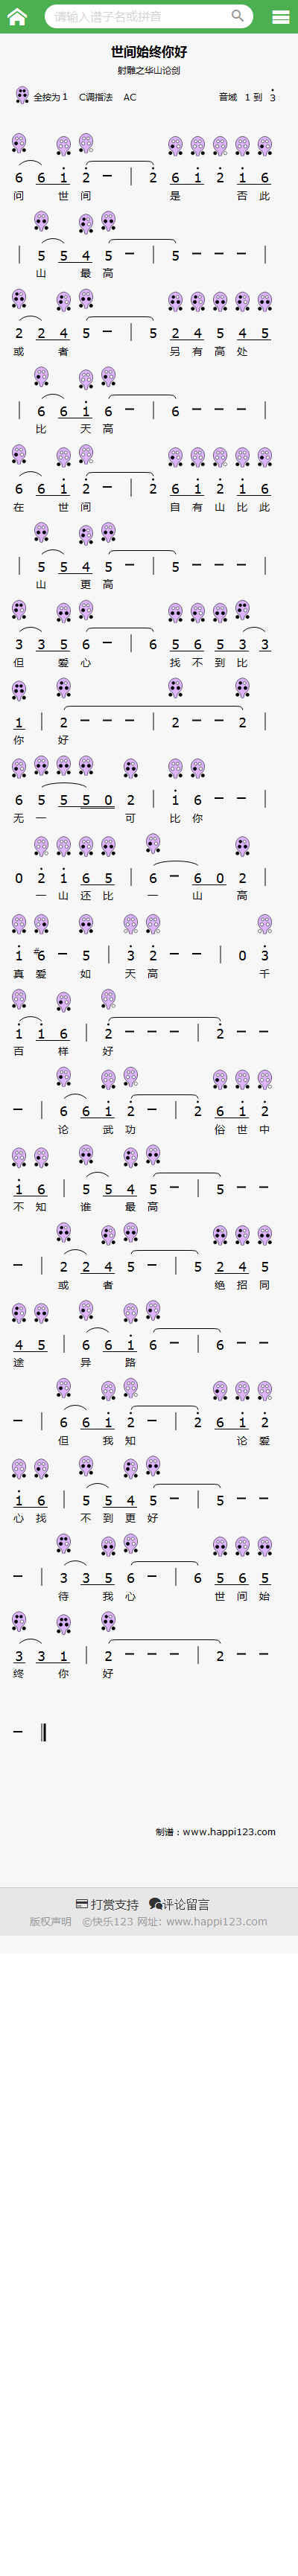 请输入谱子名或拼音
世间始终你好
射雕之华山论剑
全按为1 C调指法 AC 音域 1 到 3
6 6 1 2 - | 2 6 1 2 1 6
问 世 间 是 否 此
| 5 5 4 5 - | 5 - - - |
山 最 高
2 2 4 5 - | 5 2 4 5 4 5
或 者 另 有 高 处
| 6 6 1 6 - | 6 - - - |
比 天 高
6 6 1 2 - | 2 6 1 2 1 6
在 世 间 自 有 山 比 此
| 5 5 4 5 - | 5 - - - |
山 更 高
3 3 5 6 - | 6 5 6 5 3 3
但 爱 心 找 不 到 比
1 | 2 - - - | 2 - - 2 |
你 好
6 5 5 5 0 2 | 1 6 - - |
无 一 可 比 你
0 2 1 6 5 | 6 - 6 0 2 |
一 山 还 比 一 山 高
1 #6 - 5 | 3 2 - - | 0 3
真 爱 如 天 高 千
1 1 6 | 2 - - - | 2 - -
百 样 好
- | 6 6 1 2 - | 2 6 1 2
论 武 功 俗 世 中
1 6 | 5 5 4 5 - | 5 - -
不 知 谁 最 高
- | 2 2 4 5 - | 5 2 4 5
或 者 绝 招 同
4 5 | 6 6 1 6 - | 6 - -
途 异 路
- | 6 6 1 2 - | 2 6 1 2
但 我 知 论 爱
1 6 | 5 5 4 5 - | 5 - -
心 找 不 到 更 好
- | 3 3 5 6 - | 6 5 6 5
待 我 心 世 间 始
3 3 1 | 2 - - - | 2 - -
终 你 好
- ‖
制谱：www.happi123.com
打赏支持 评论留言
版权声明 ©快乐123 网址: www.happi123.com